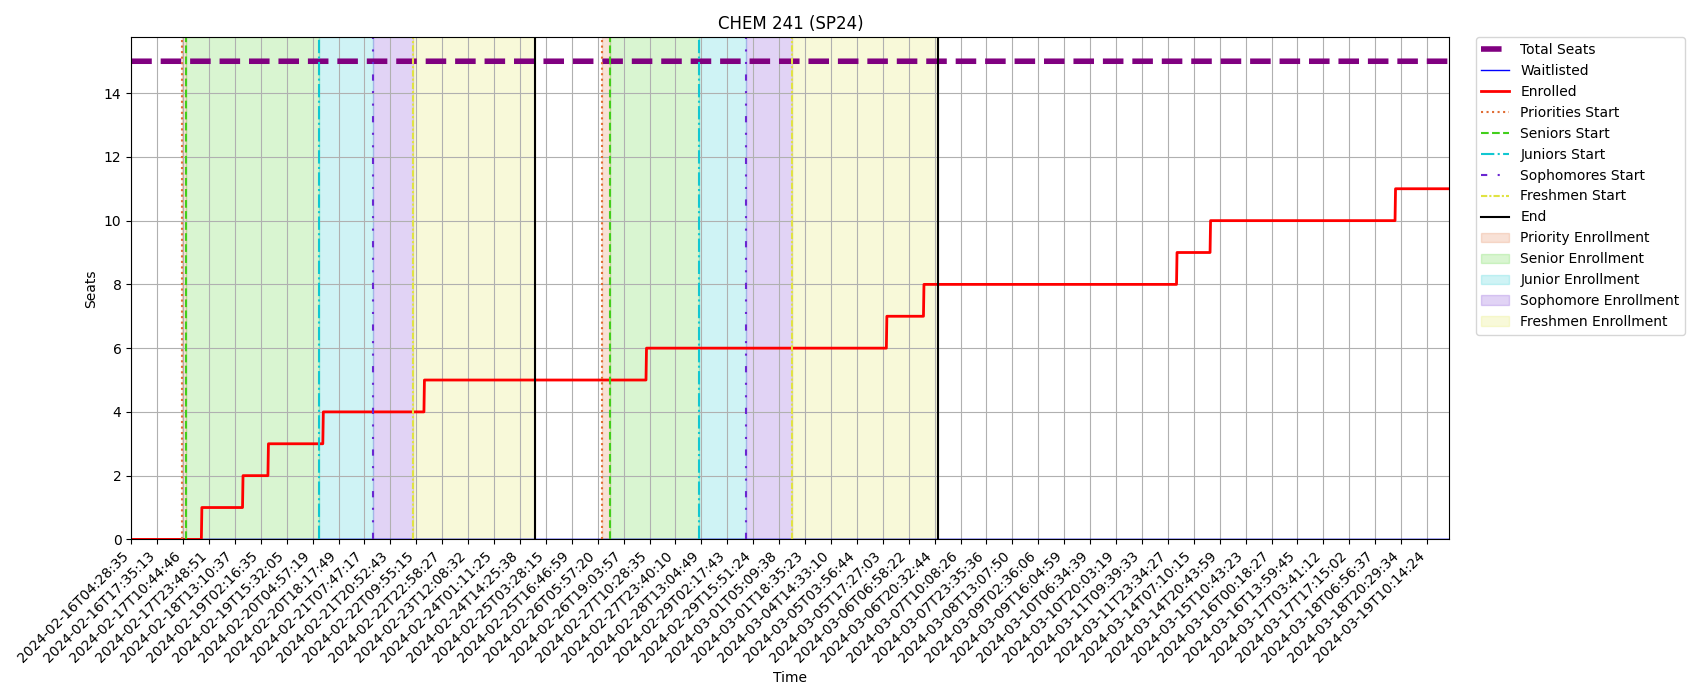 CHEM 241 (SP24)
Seats
14
12
10
8
6
4
2
0
2024-02-16T04:28:35
2024-02-16T17:35:13
2024-02-17T10:44:46
2024-02-17T23:48:51
2024-02-18T13:10:37
2024-02-19T02:16:35
2024-02-19T15:32:05
2024-02-20T04:57:19
2024-02-20T18:17:49
2024-02-21T07:47:17
2024-02-21T20:52:43
2024-02-22T09:55:15
2024-02-22T22:58:27
2024-02-23T12:08:32
2024-02-24T01:11:25
2024-02-24T14:25:38
2024-02-25T03:28:15
2024-02-25T16:46:59
2024-02-26T05:57:20
2024-02-26T19:03:57
2024-02-27T10:28:35
2024-02-27T23:40:10
2024-02-28T13:04:49
2024-02-29T02:17:43
2024-02-29T15:51:24
2024-03-01T05:09:38
2024-03-01T18:35:23
2024-03-04T14:33:10
2024-03-05T03:56:44
2024-03-05T17:27:03
2024-03-06T06:58:22
2024-03-06T20:32:44
2024-03-07T10:08:26
2024-03-07T23:35:36
2024-03-08T13:07:50
2024-03-09T02:36:06
2024-03-09T16:04:59
2024-03-10T06:34:39
2024-03-10T20:03:19
2024-03-11T09:39:33
2024-03-11T23:34:27
2024-03-14T07:10:15
2024-03-14T20:43:59
2024-03-15T10:43:23
2024-03-16T00:18:27
2024-03-16T13:59:45
2024-03-17T03:41:12
2024-03-17T17:15:02
2024-03-18T06:56:37
2024-03-18T20:29:34
2024-03-19T10:14:24
Time
Total Seats
Waitlisted
Enrolled
Priorities Start
Seniors Start
Juniors Start
Sophomores Start
Freshmen Start
End
Priority Enrollment
Senior Enrollment
Junior Enrollment
Sophomore Enrollment
Freshmen Enrollment